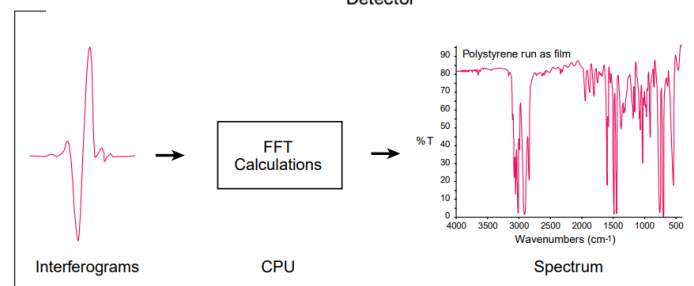 Detector
Polystyrene run as film
90
80
70
60
50
40
30
20
10
0
%T
4000 3500 3000 2500 2000 1500 1000 500
Wavenumbers (cm-1)
FFT
Calculations
Interferograms CPU Spectrum